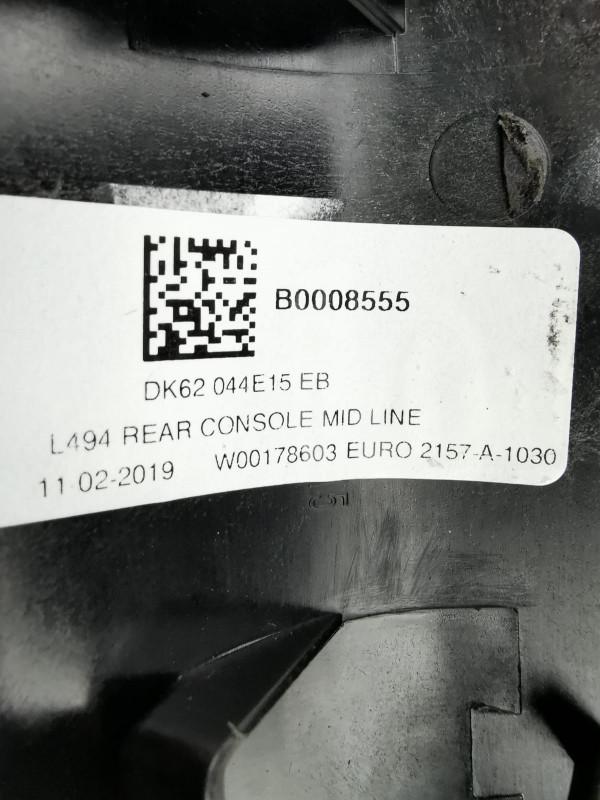 B0008555
DK62 044E15 EB
L494 REAR CONSOLE MID LINE
11-02-2019 W00178603 EURO 2157-A-1030